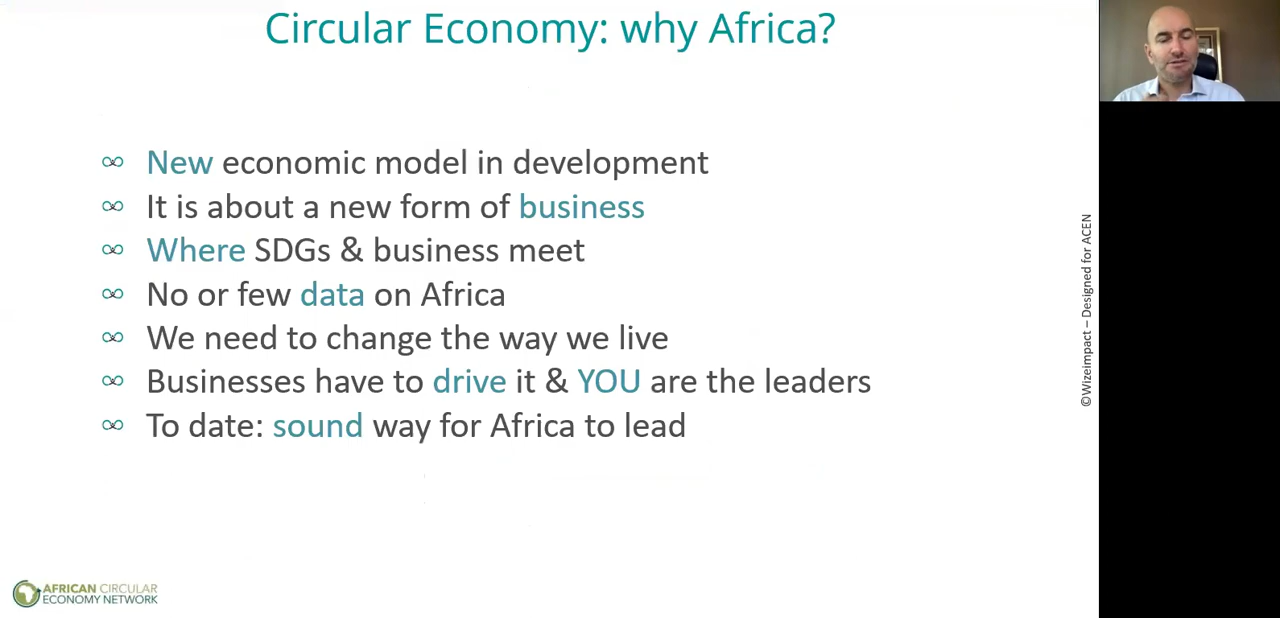 Circular Economy: why Africa?
∞ New economic model in development
∞ It is about a new form of business
∞ Where SDGs & business meet
∞ No or few data on Africa
∞ We need to change the way we live
∞ Businesses have to drive it & YOU are the leaders
∞ To date: sound way for Africa to lead
©Wizeimpact – Designed for ACEN
AFRICAN CIRCULAR
ECONOMY NETWORK